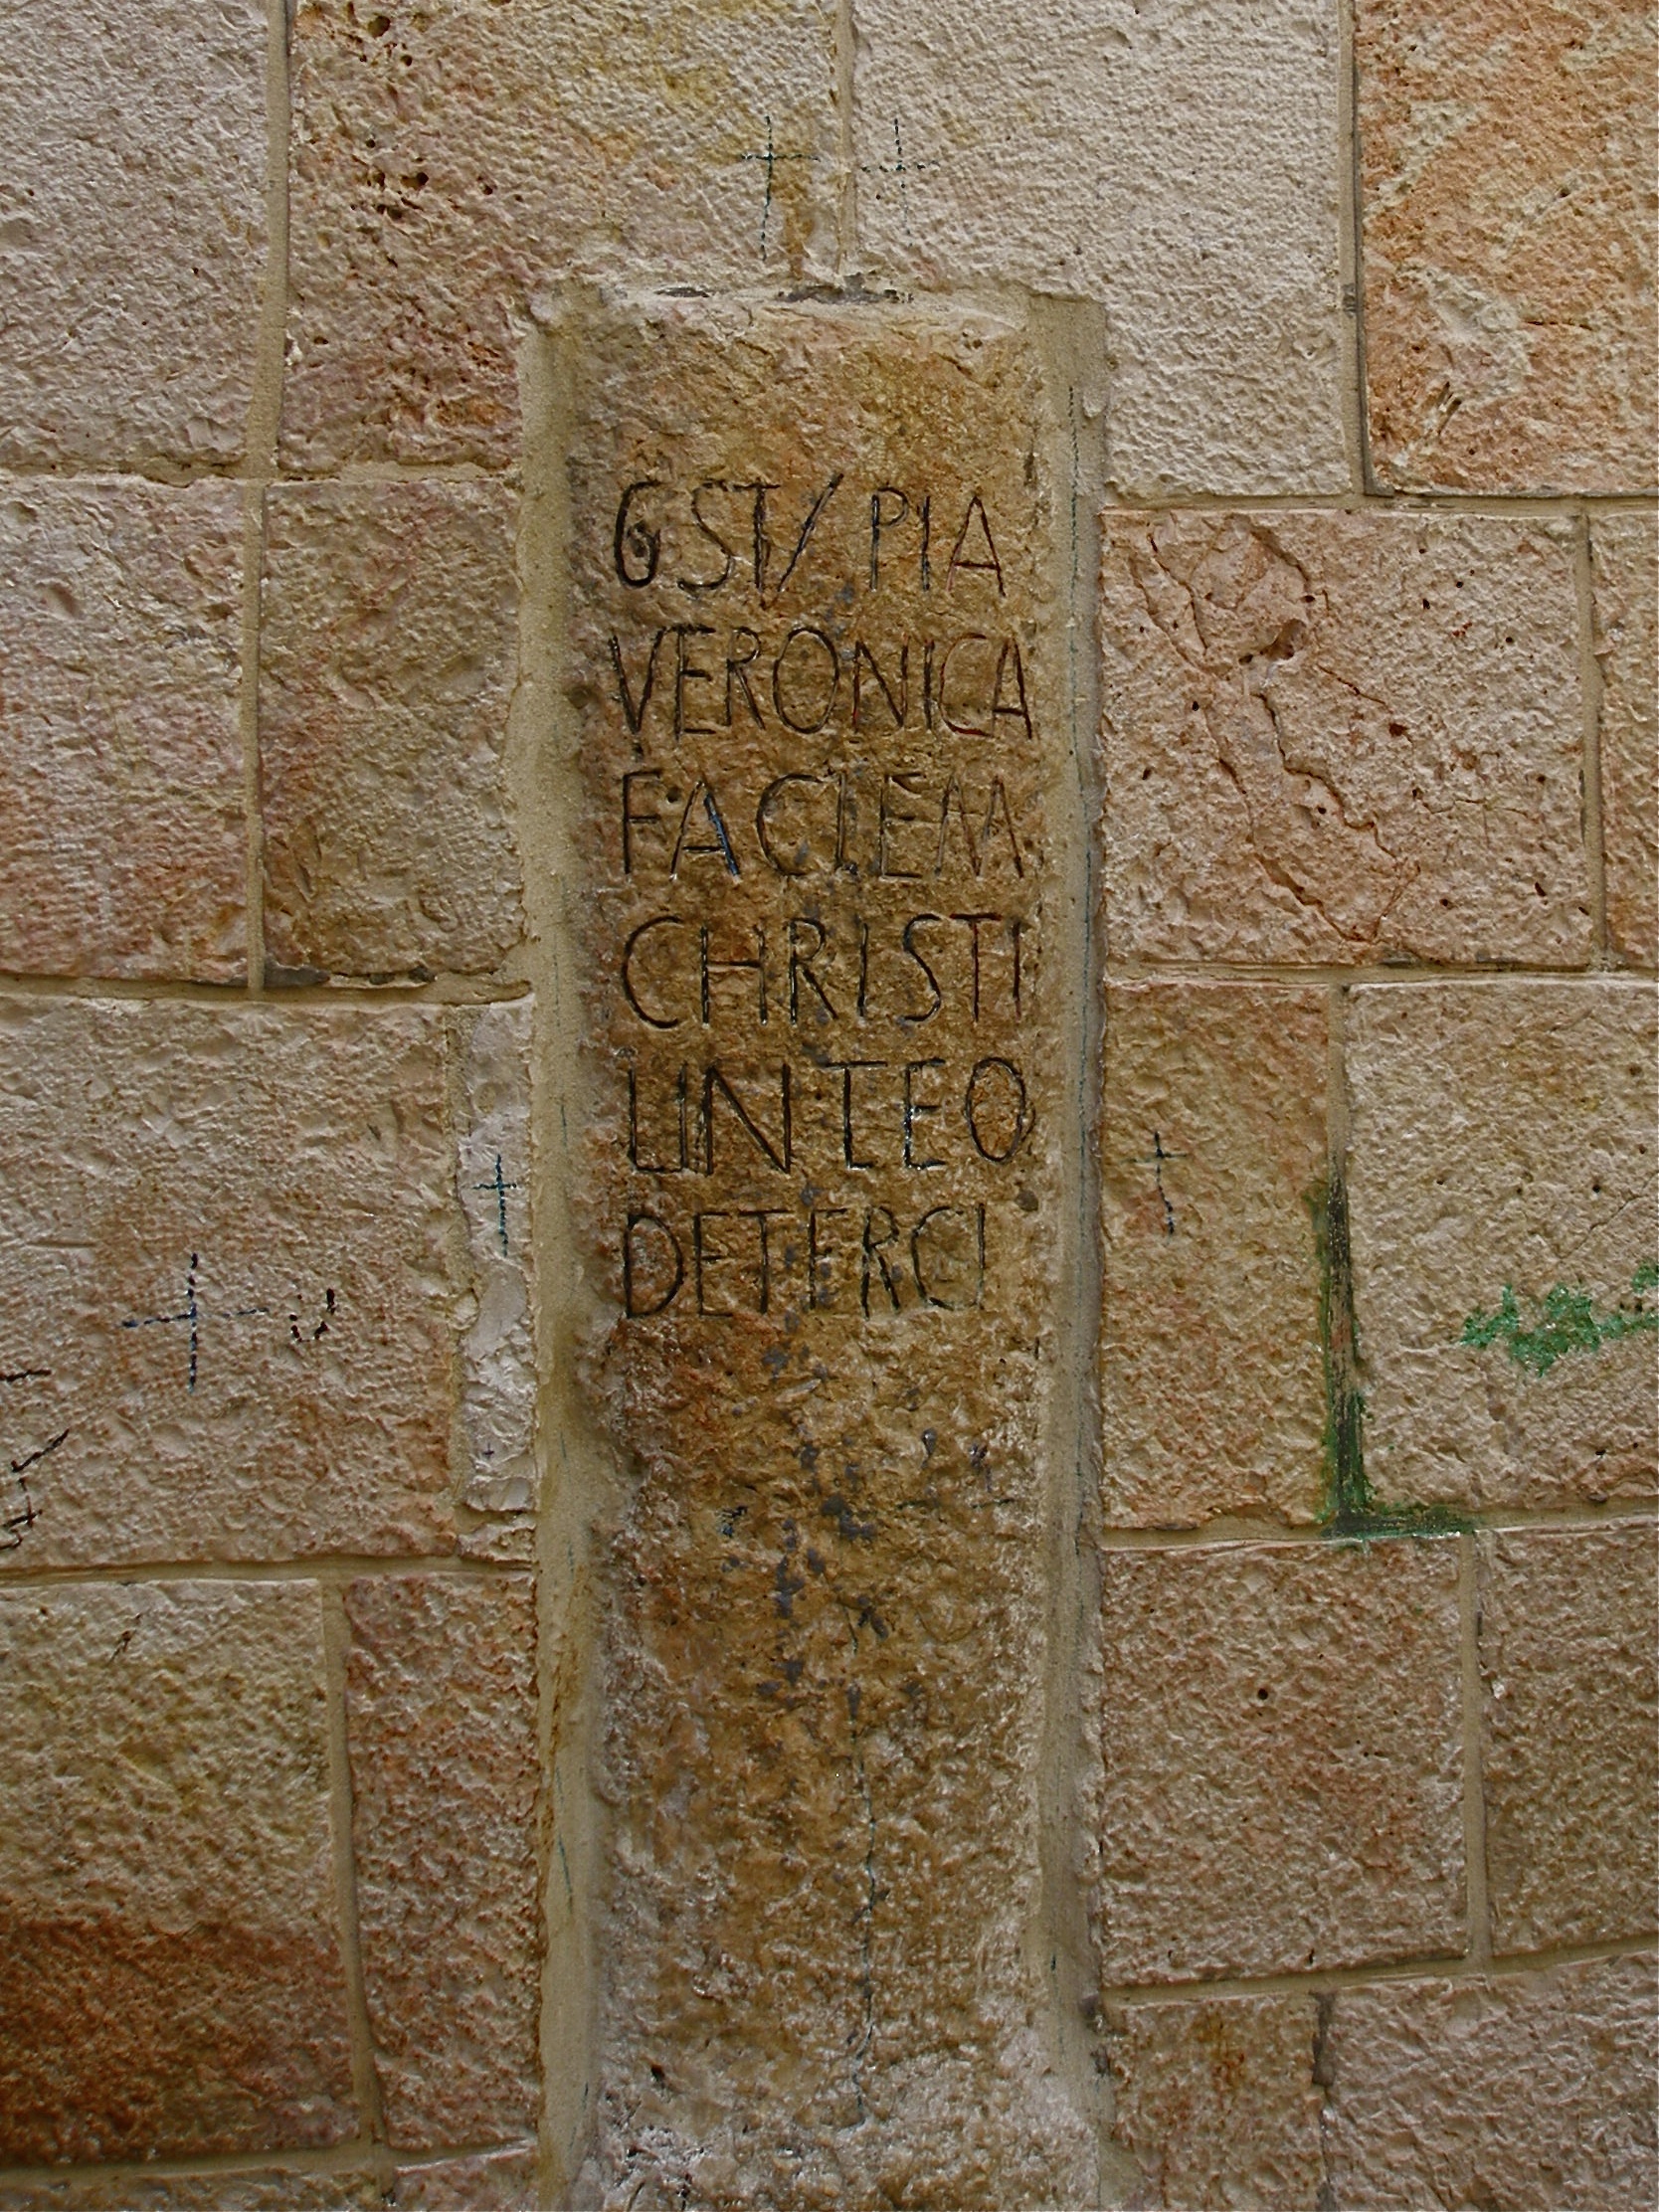 6 ST/ PIA
VERONICA
FACIEM
CHRISTI
LINTEO
DETERCI